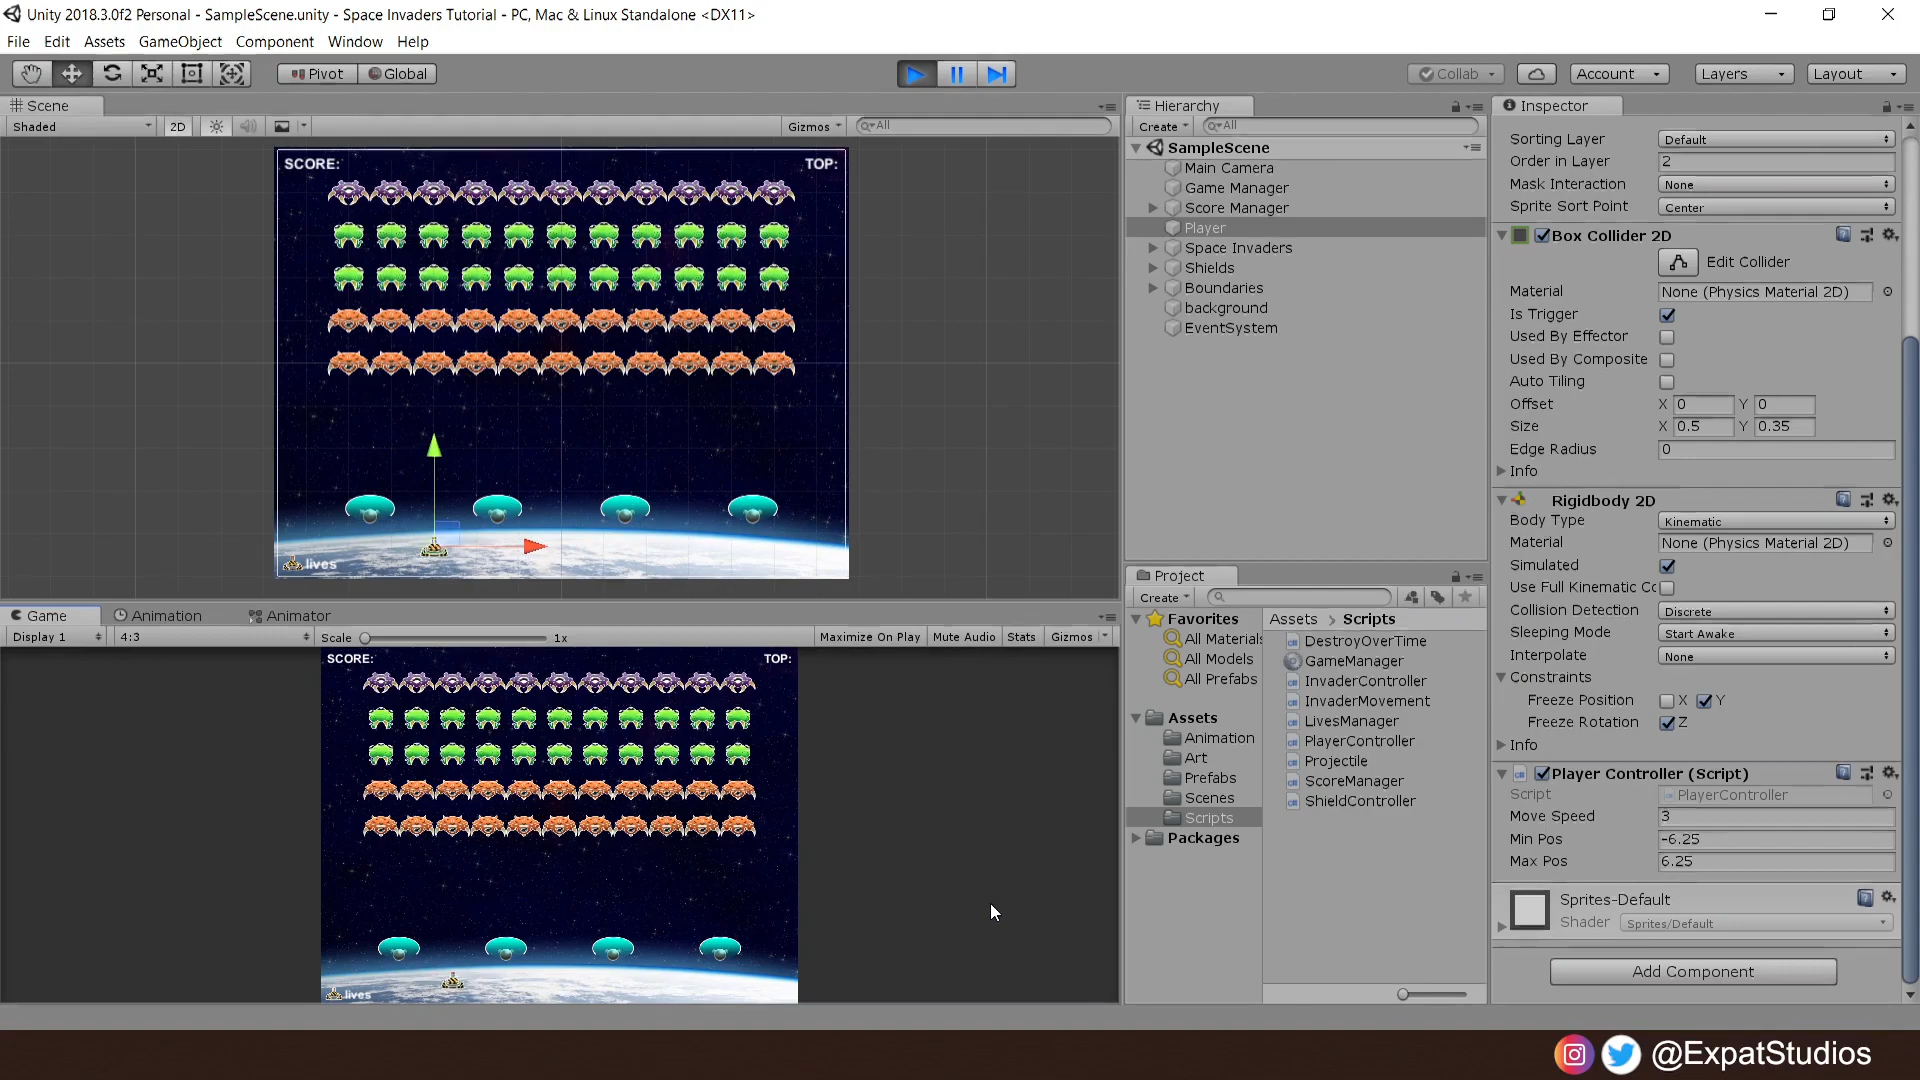 Unity 2018.3.0f2 Personal - SampleScene.unity - Space Invaders Tutorial - PC, Mac & Linux Standalone <DX11>
File Edit Assets GameObject Component Window Help
Pivot Global Collab Account Layers Layout
Scene
Shaded 2D Gizmos All
SCORE: TOP:
lives
Game Animation Animator
Display 1 4:3 Scale 1x Maximize On Play Mute Audio Stats Gizmos
SCORE: TOP:
lives
Hierarchy
Create All
SampleScene
Main Camera
Game Manager
Score Manager
Player
Space Invaders
Shields
Boundaries
background
EventSystem
Project
Create
Favorites
All Materials
All Models
All Prefabs
Assets
Animation
Art
Prefabs
Scenes
Scripts
Packages
Assets > Scripts
DestroyOverTime
GameManager
InvaderController
InvaderMovement
LivesManager
PlayerController
Projectile
ScoreManager
ShieldController
Inspector
Sorting Layer Default
Order in Layer 2
Mask Interaction None
Sprite Sort Point Center
Box Collider 2D
Edit Collider
Material None (Physics Material 2D)
Is Trigger
Used By Effector
Used By Composite
Auto Tiling
Offset X 0 Y 0
Size X 0.5 Y 0.35
Edge Radius 0
Info
Rigidbody 2D
Body Type Kinematic
Material None (Physics Material 2D)
Simulated
Use Full Kinematic Co
Collision Detection Discrete
Sleeping Mode Start Awake
Interpolate None
Constraints
Freeze Position X Y
Freeze Rotation Z
Info
Player Controller (Script)
Script PlayerController
Move Speed 3
Min Pos -6.25
Max Pos 6.25
Sprites-Default
Shader Sprites/Default
Add Component
@ExpatStudios